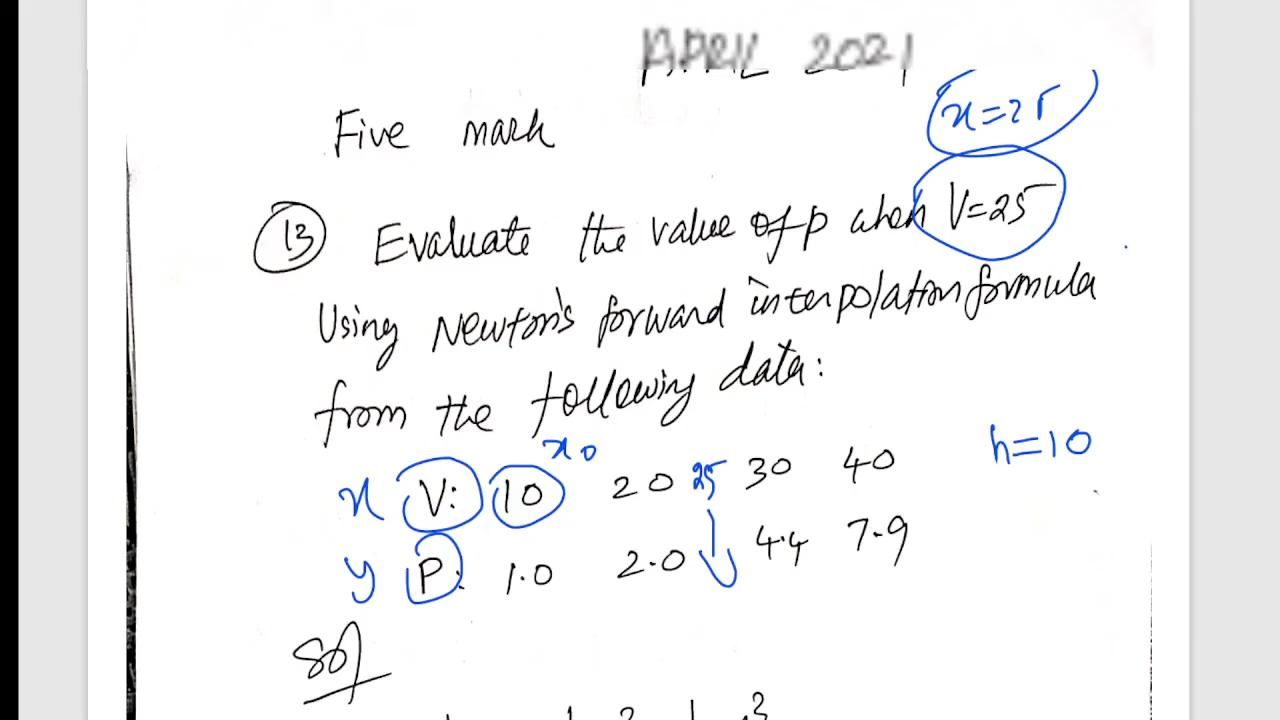 APRIL 2021
x=25
Five mark
13 Evaluate the value of p when V=25
Using Newton's forward interpolation formula
from the following data:
x0
x V: 10 20 25 30 40 h=10
y P: 1.0 2.0 4.4 7.9
Sol